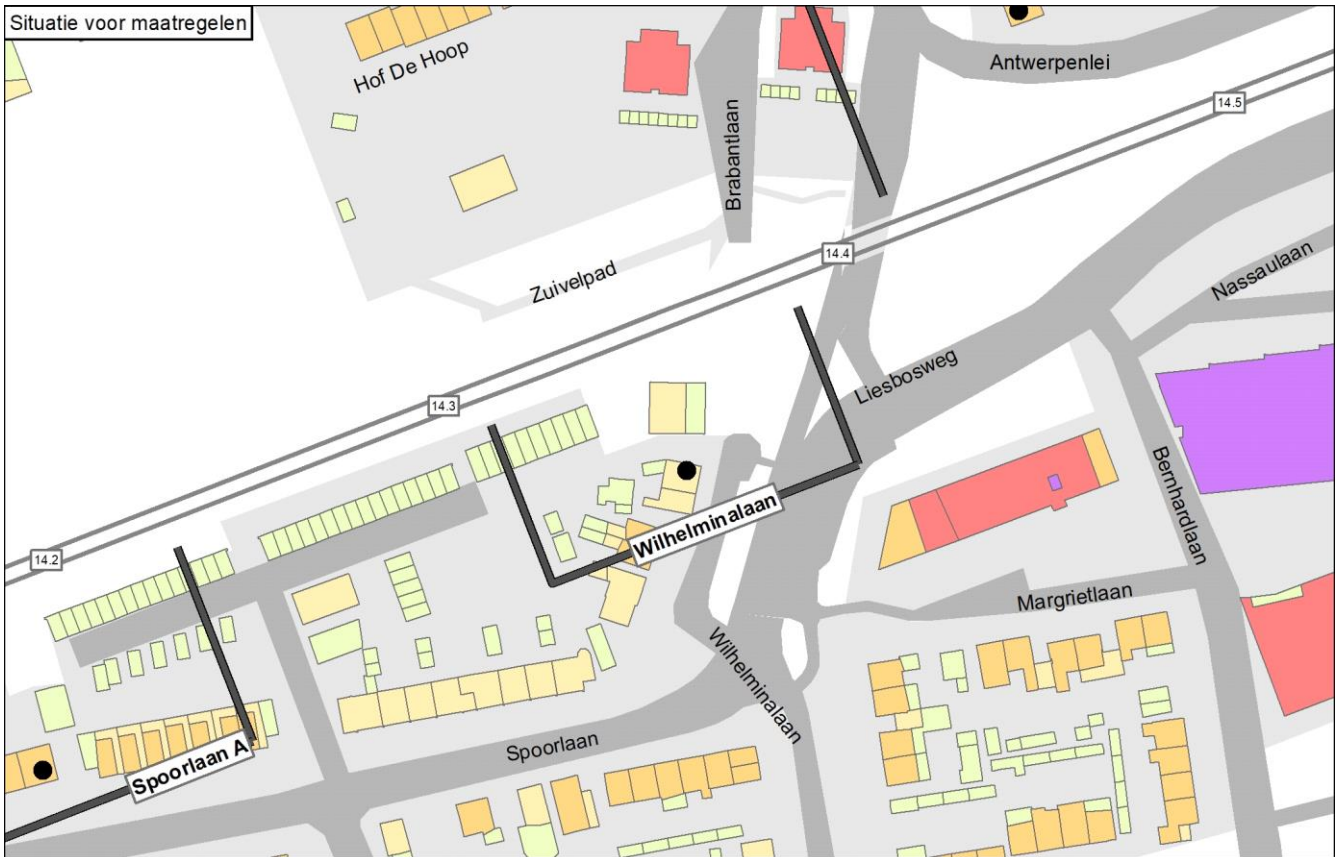 Situatie voor maatregelen
Hof De Hoop
Antwerpenlei
14.5
Brabantlaan
14.4
Zuivelpad
Nassaulaan
Liesbosweg
14.3
Bernhardlaan
Wilhelminalaan
14.2
Margrietlaan
Wilhelminalaan
Spoorlaan
Spoorlaan A